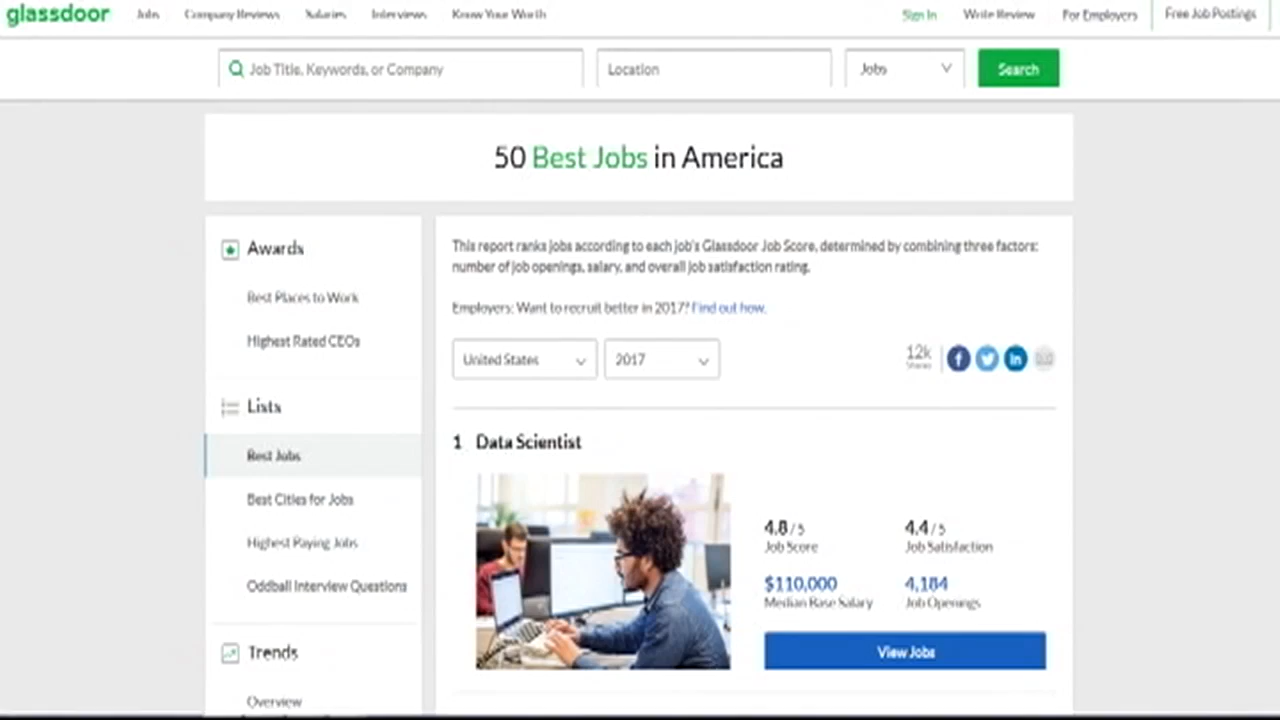 glassdoor Jobs Company Reviews Salaries Interviews Know Your Worth Sign In Write Review For Employers Free Job Postings
Job Title, Keywords, or Company Location Jobs Search
50 Best Jobs in America
Awards
Best Places to Work
Highest Rated CEOs
Lists
Best Jobs
Best Cities for Jobs
Highest Paying Jobs
Oddball Interview Questions
Trends
Overview
This report ranks jobs according to each job's Glassdoor Job Score, determined by combining three factors:
number of job openings, salary, and overall job satisfaction rating.
Employers: Want to recruit better in 2017? Find out how.
United States 2017 12k
Shares
1 Data Scientist
4.8 / 5 4.4 / 5
Job Score Job Satisfaction
$110,000 4,184
Median Base Salary Job Openings
View Jobs